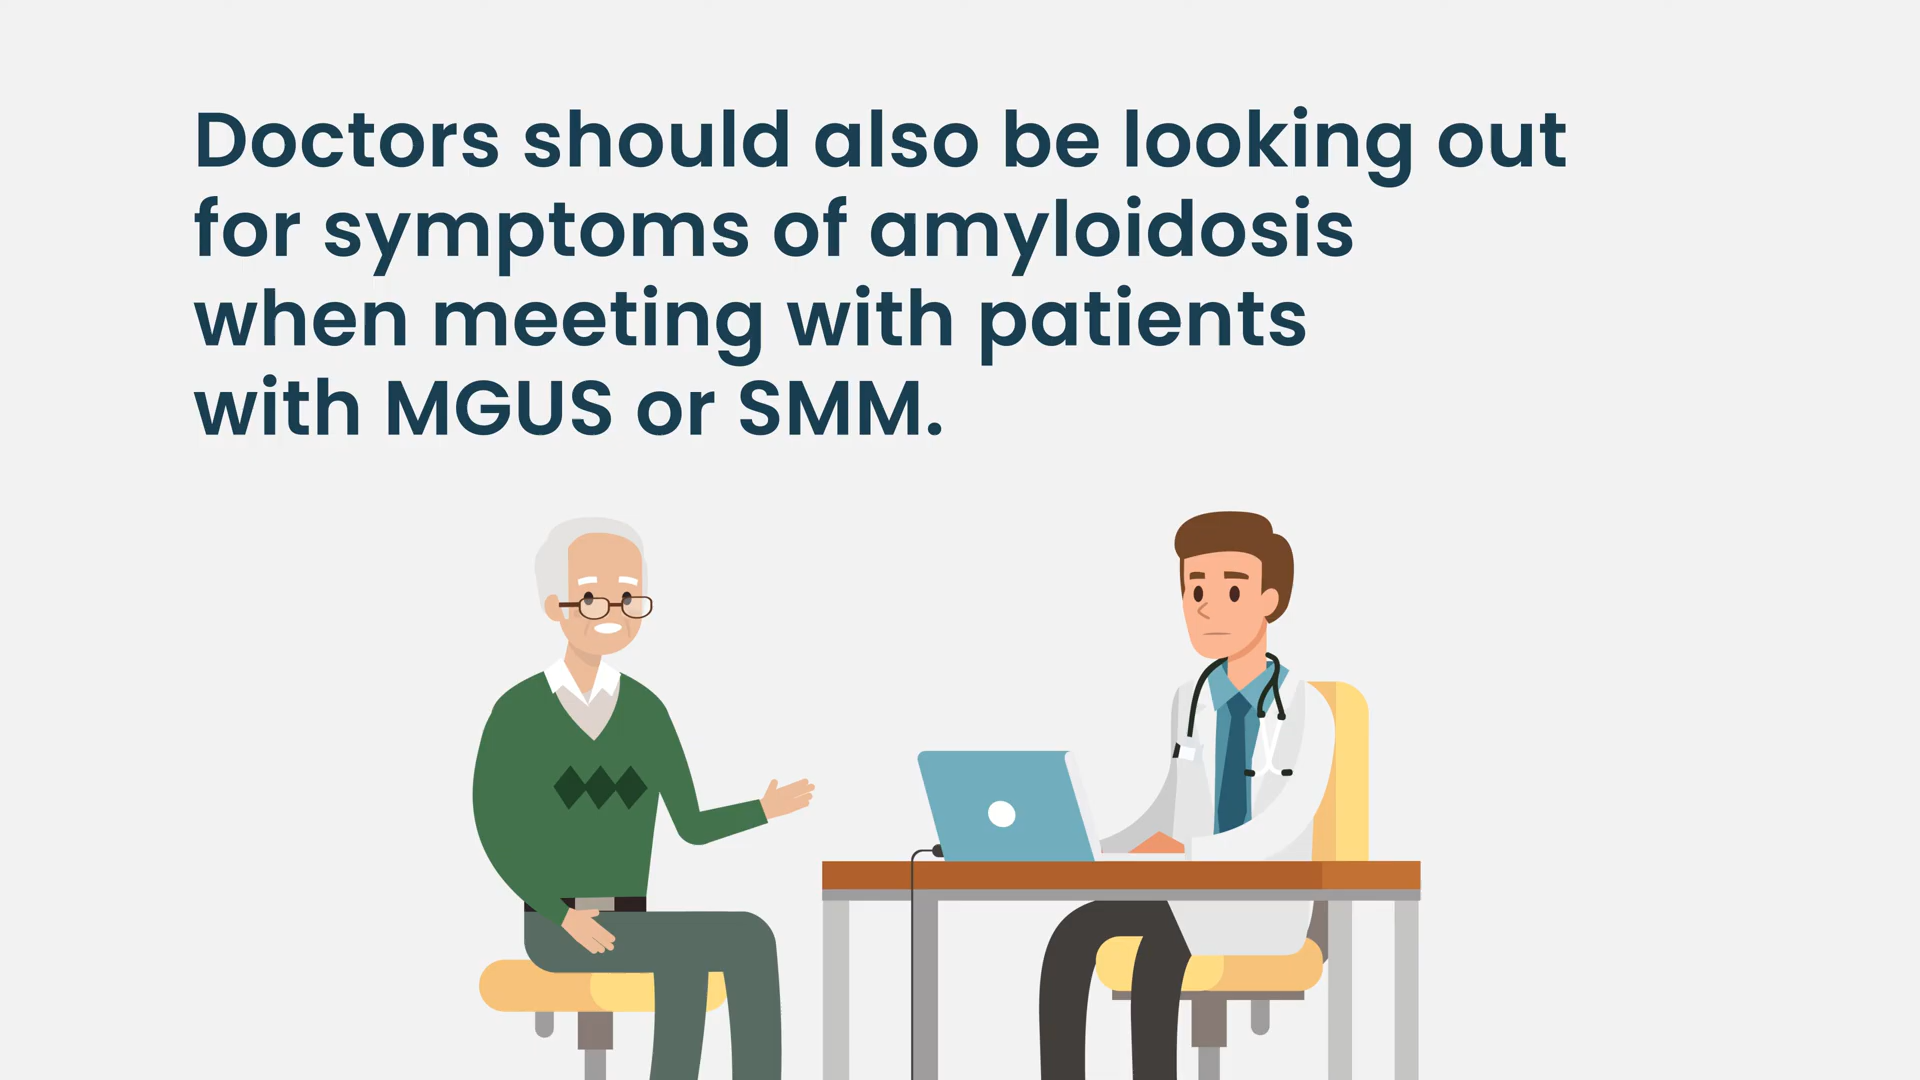 Doctors should also be looking out
for symptoms of amyloidosis
when meeting with patients
with MGUS or SMM.